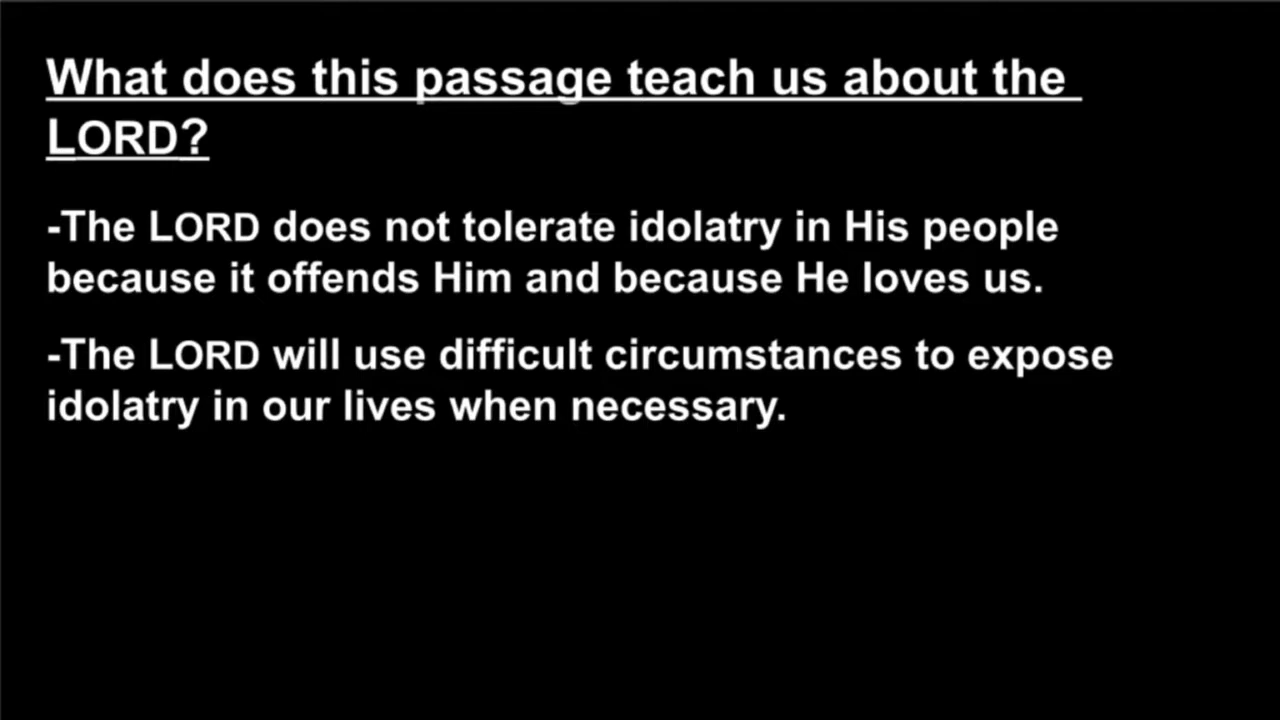 What does this passage teach us about the
LORD?
-The LORD does not tolerate idolatry in His people
because it offends Him and because He loves us.
-The LORD will use difficult circumstances to expose
idolatry in our lives when necessary.